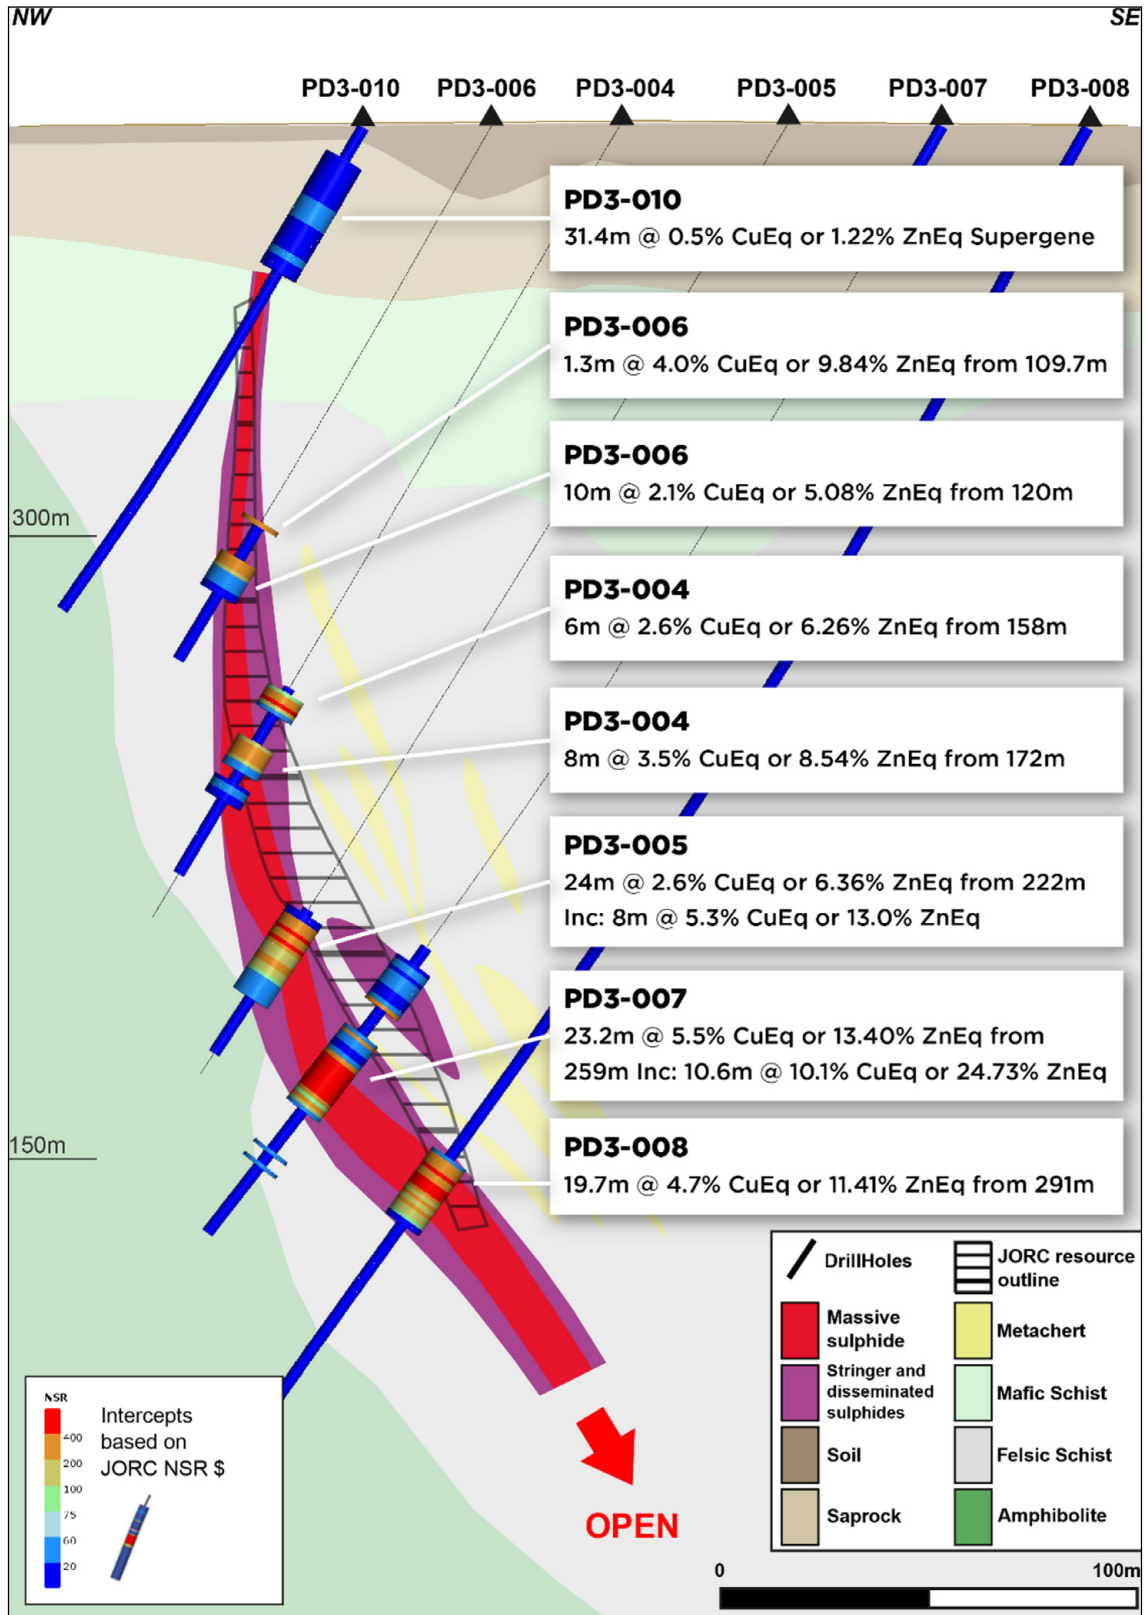 NW
SE
PD3-010 PD3-006 PD3-004 PD3-005 PD3-007 PD3-008
PD3-010
31.4m @ 0.5% CuEq or 1.22% ZnEq Supergene
PD3-006
1.3m @ 4.0% CuEq or 9.84% ZnEq from 109.7m
PD3-006
10m @ 2.1% CuEq or 5.08% ZnEq from 120m
300m
PD3-004
6m @ 2.6% CuEq or 6.26% ZnEq from 158m
PD3-004
8m @ 3.5% CuEq or 8.54% ZnEq from 172m
PD3-005
24m @ 2.6% CuEq or 6.36% ZnEq from 222m
Inc: 8m @ 5.3% CuEq or 13.0% ZnEq
PD3-007
23.2m @ 5.5% CuEq or 13.40% ZnEq from
259m Inc: 10.6m @ 10.1% CuEq or 24.73% ZnEq
150m
PD3-008
19.7m @ 4.7% CuEq or 11.41% ZnEq from 291m
DrillHoles
JORC resource
outline
Massive
sulphide
Metachert
Stringer and
disseminated
sulphides
Mafic Schist
Soil
Felsic Schist
Saprock
Amphibolite
NSR
400
200
100
75
60
20
Intercepts
based on
JORC NSR $
OPEN
0
100m